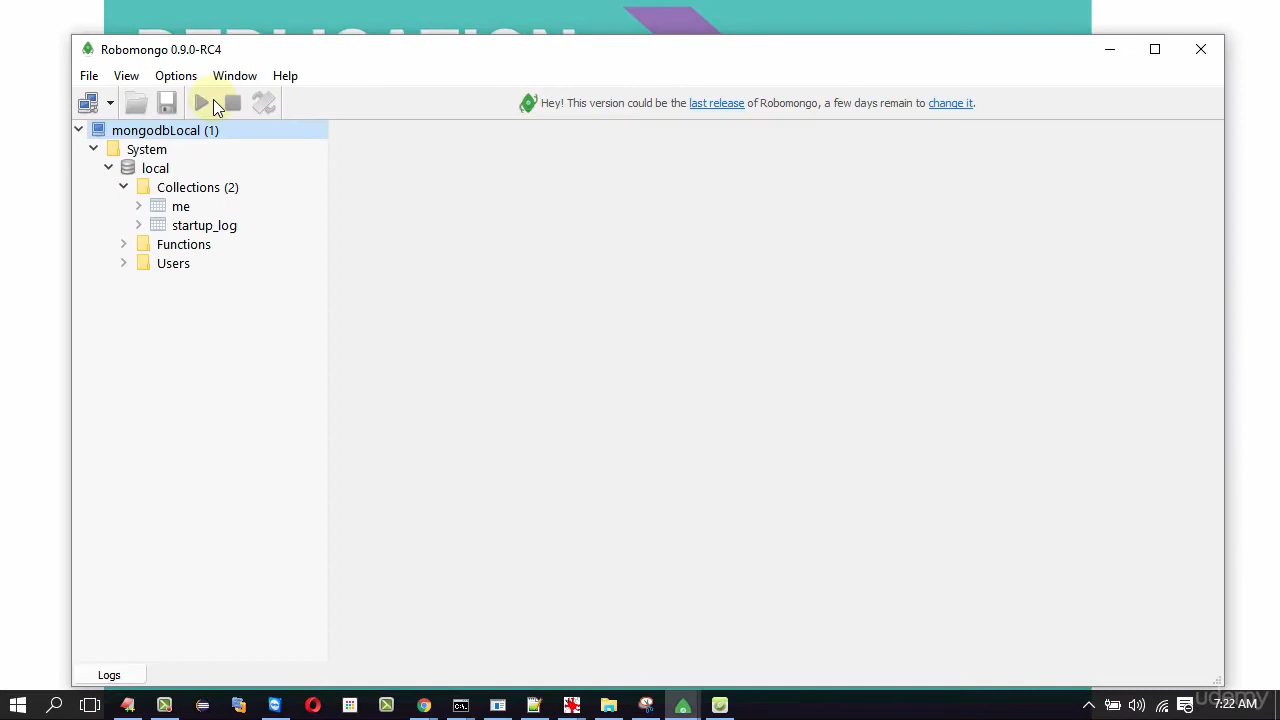 REPLICATION
Robomongo 0.9.0-RC4
File View Options Window Help
Hey! This version could be the last release of Robomongo, a few days remain to change it.
mongodbLocal (1)
System
local
Collections (2)
me
startup_log
Functions
Users
Logs
7:22 AM
udemy